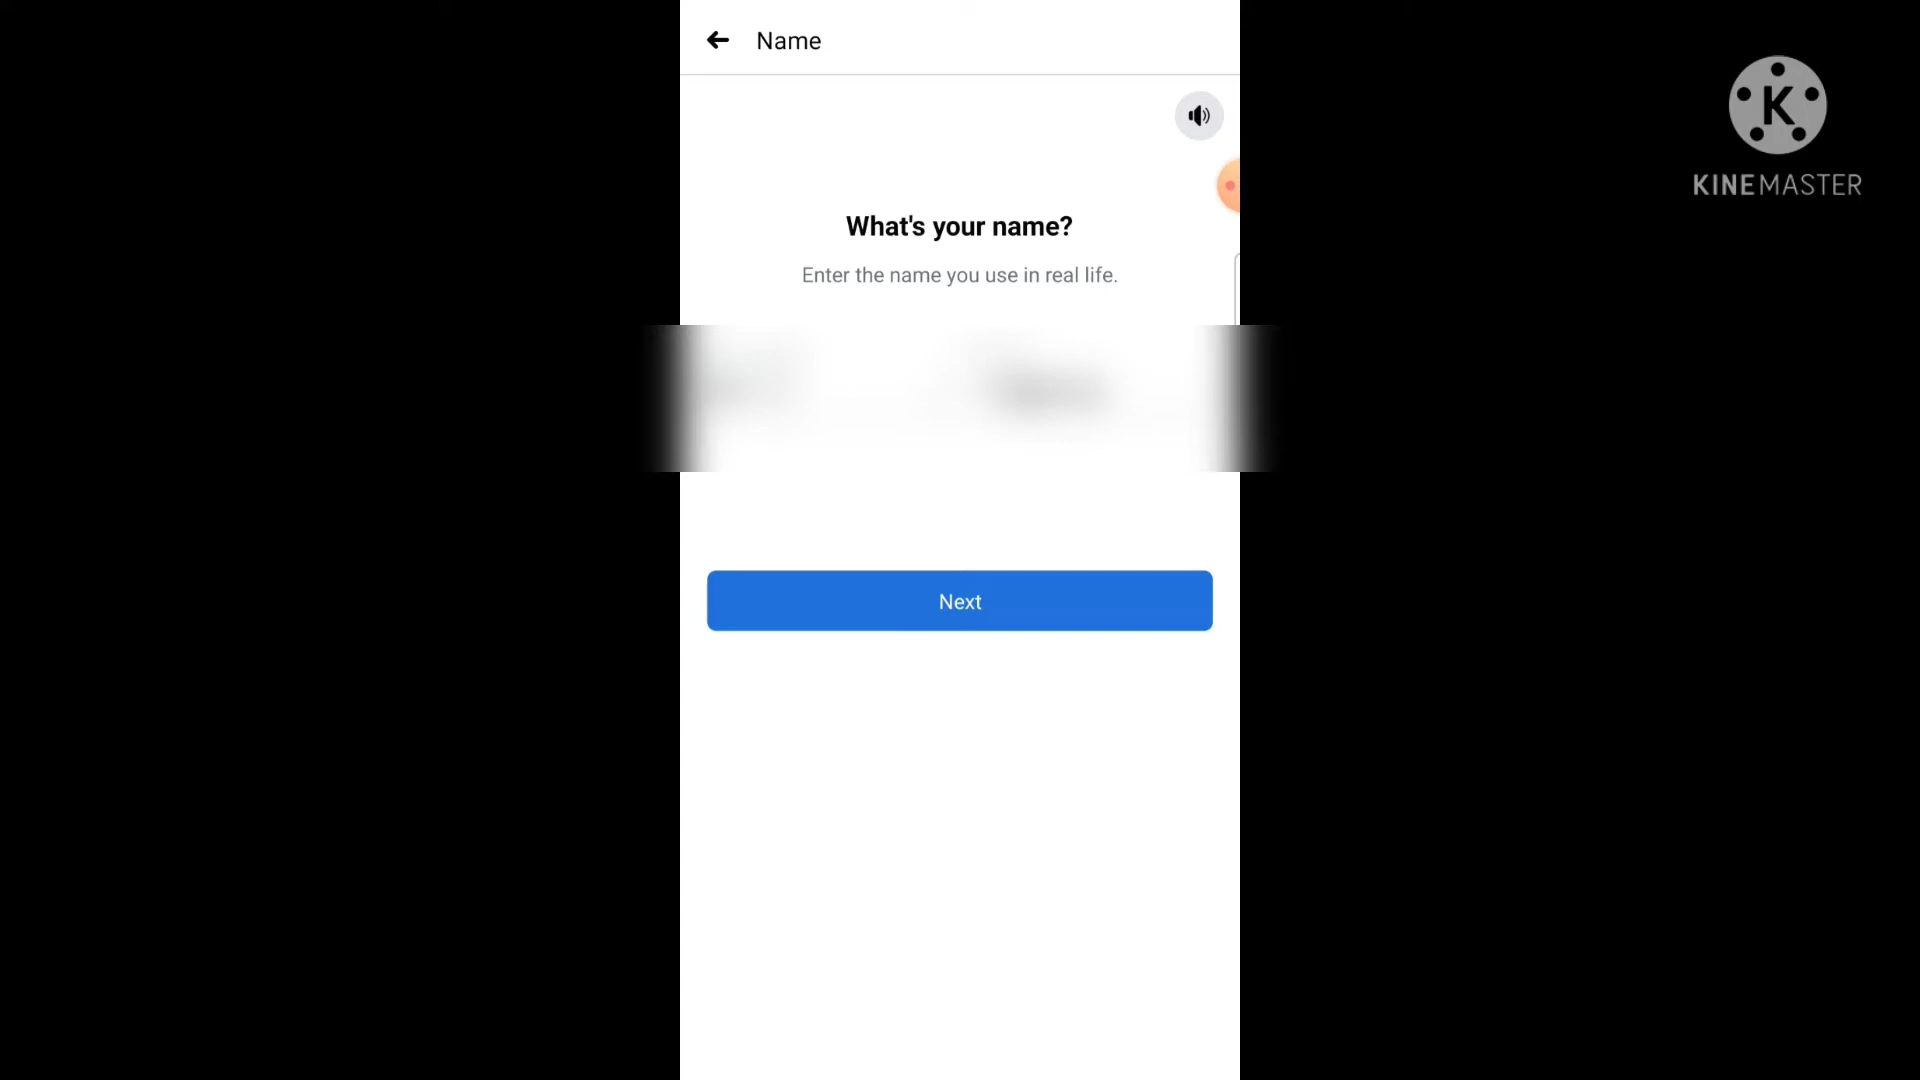 Name
K
KINEMASTER
What's your name?
Enter the name you use in real life.
Next